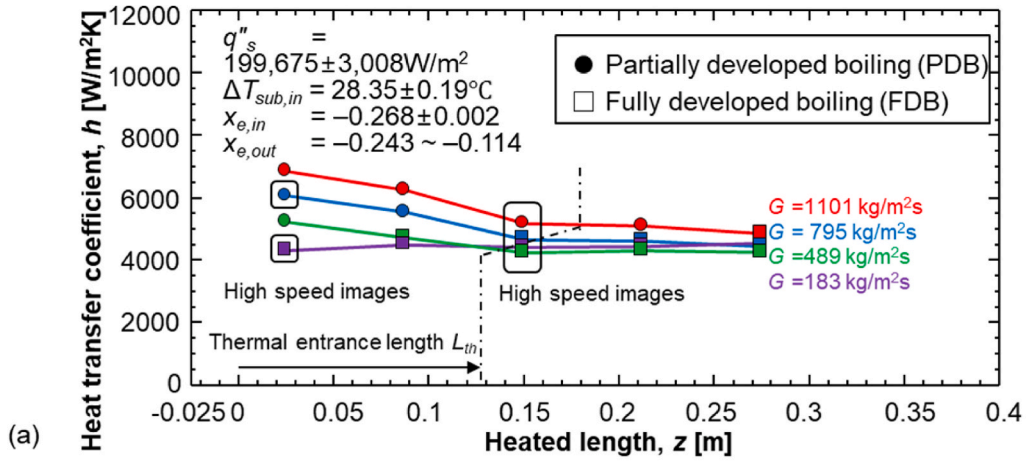 12000
10000
8000
6000
4000
2000
0
Heat transfer coefficient, h [W/m²K]
q"s =
199,675±3,008W/m²
ΔTsub,in = 28.35±0.19℃
xe,in = –0.268±0.002
xe,out = –0.243 ~ –0.114
Partially developed boiling (PDB)
Fully developed boiling (FDB)
G =1101 kg/m²s
G = 795 kg/m²s
G =489 kg/m²s
G =183 kg/m²s
High speed images
High speed images
Thermal entrance length Lth
-0.025 0 0.05 0.1 0.15 0.2 0.25 0.3 0.35 0.4
Heated length, z [m]
(a)